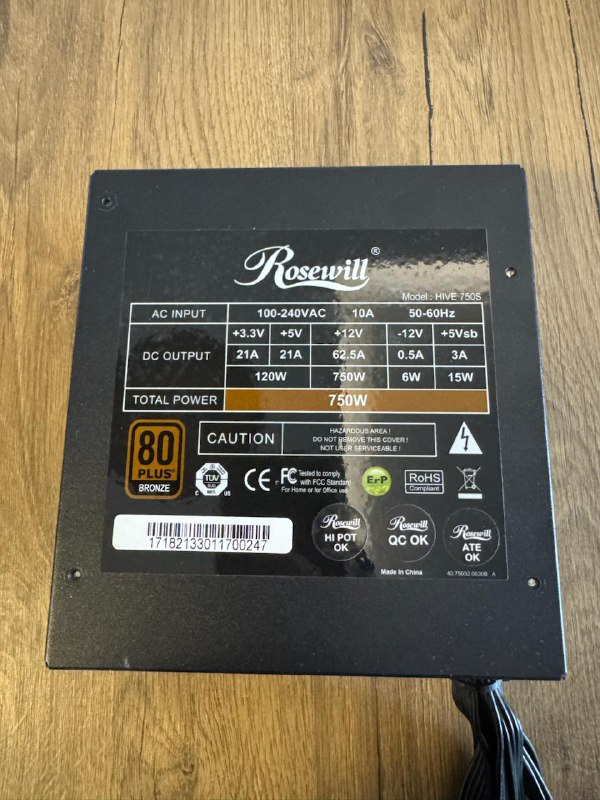 Rosewill®
Model : HIVE 750S
AC INPUT 100-240VAC 10A 50-60Hz
DC OUTPUT +3.3V +5V +12V -12V +5Vsb
21A 21A 62.5A 0.5A 3A
120W 750W 6W 15W
TOTAL POWER 750W
80 PLUS® BRONZE
CAUTION
HAZARDOUS AREA !
DO NOT REMOVE THIS COVER !
NOT USER SERVICEABLE !
TÜV
C US
CE
FC Tested to comply
with FCC Standard
For Home or for Office use
ErP
RoHS
Compliant
17182133011700247
Rosewill
HI POT
OK
Rosewill
QC OK
Rosewill
ATE
OK
Made In China